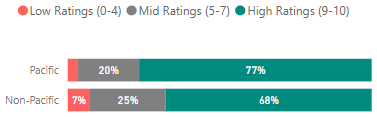 Low Ratings (0-4) Mid Ratings (5-7) High Ratings (9-10)
Pacific 20% 77%
Non-Pacific 7% 25% 68%